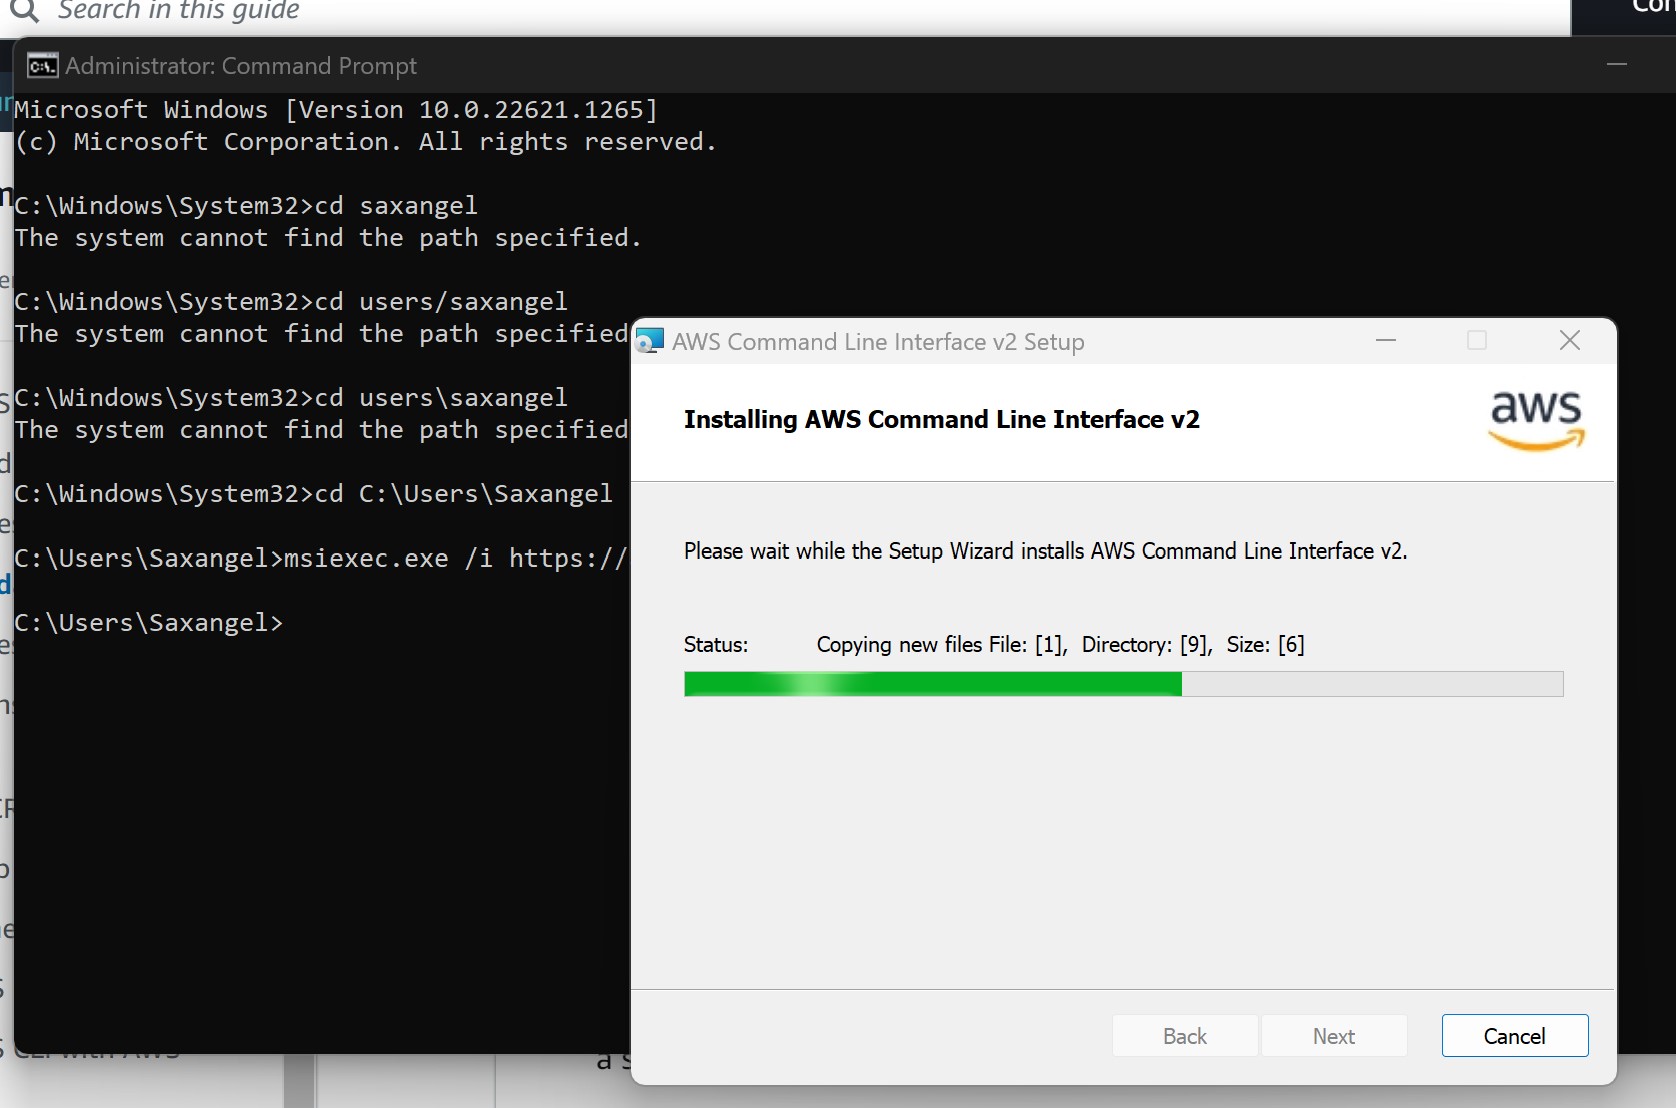 Search in this guide
Administrator: Command Prompt
Microsoft Windows [Version 10.0.22621.1265]
(c) Microsoft Corporation. All rights reserved.
C:\Windows\System32>cd saxangel
The system cannot find the path specified.
C:\Windows\System32>cd users/saxangel
The system cannot find the path specified
C:\Windows\System32>cd users\saxangel
The system cannot find the path specified
C:\Windows\System32>cd C:\Users\Saxangel
C:\Users\Saxangel>msiexec.exe /i https://
C:\Users\Saxangel>
AWS Command Line Interface v2 Setup
Installing AWS Command Line Interface v2
aws
Please wait while the Setup Wizard installs AWS Command Line Interface v2.
Status: Copying new files File: [1], Directory: [9], Size: [6]
Back Next Cancel